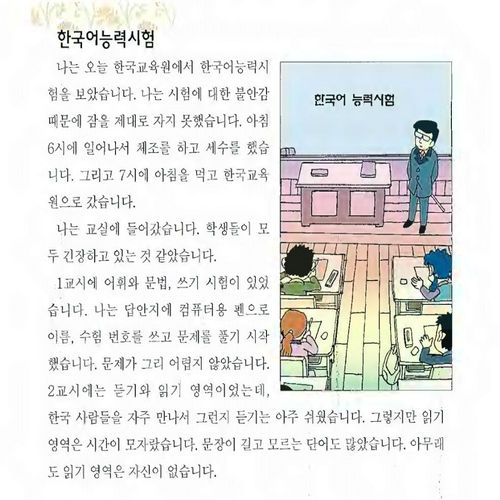 한국어능력시험
나는 오늘 한국교육원에서 한국어능력시
험을 보았습니다. 나는 시험에 대한 불안감
때문에 잠을 제대로 자지 못했습니다. 아침
6시에 일어나서 체조를 하고 세수를 했습
니다. 그리고 7시에 아침을 먹고 한국교육
원으로 갔습니다.
나는 교실에 들어갔습니다. 학생들이 모
두 긴장하고 있는 것 같았습니다.
1교시에 어휘와 문법, 쓰기 시험이 있었
습니다. 나는 답안지에 컴퓨터용 펜으로
이름, 수험 번호를 쓰고 문제를 풀기 시작
했습니다. 문제가 그리 어렵지 않았습니다.
2교시에는 듣기와 읽기 영역이었는데,
한국 사람들을 자주 만나서 그런지 듣기는 아주 쉬웠습니다. 그렇지만 읽기
영역은 시간이 모자랐습니다. 문장이 길고 모르는 단어도 많았습니다. 아무래
도 읽기 영역은 자신이 없습니다.
한국어 능력시험